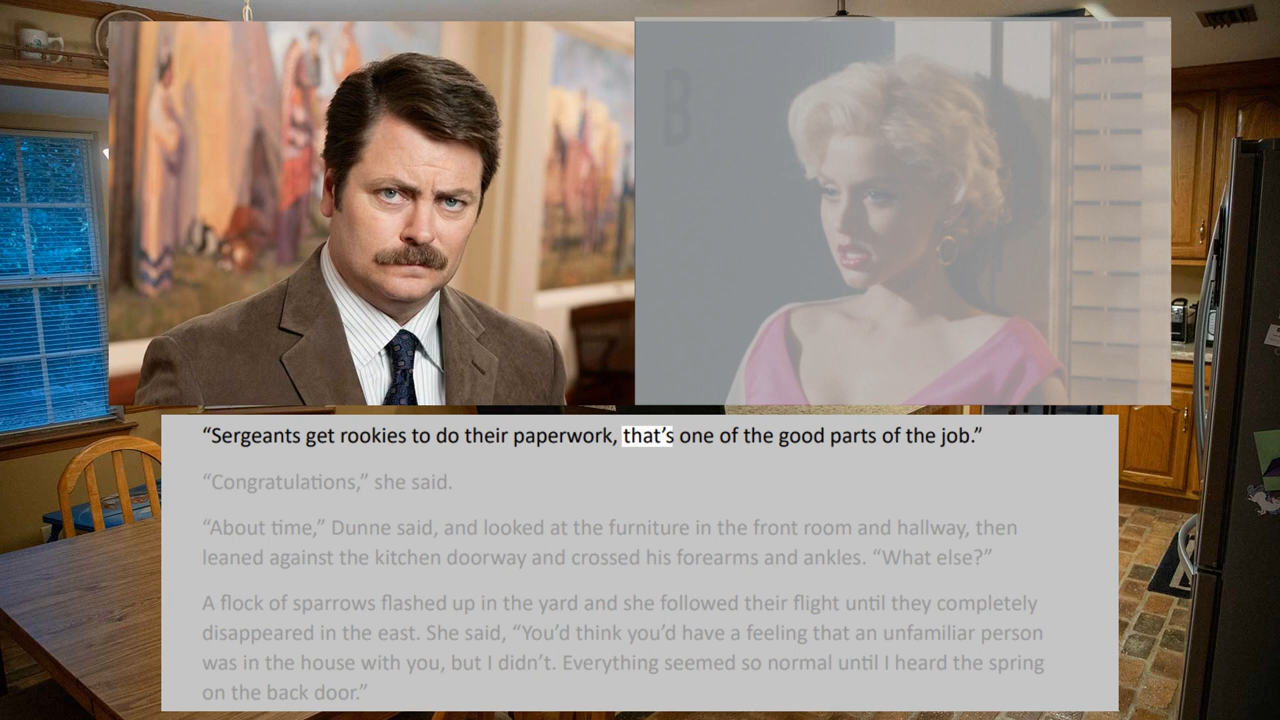 B
“Sergeants get rookies to do their paperwork, that’s one of the good parts of the job.”
“Congratulations,” she said.
“About time,” Dunne said, and looked at the furniture in the front room and hallway, then
leaned against the kitchen doorway and crossed his forearms and ankles. “What else?”
A flock of sparrows flashed up in the yard and she followed their flight until they completely
disappeared in the east. She said, “You’d think you’d have a feeling that an unfamiliar person
was in the house with you, but I didn’t. Everything seemed so normal until I heard the spring
on the back door.”